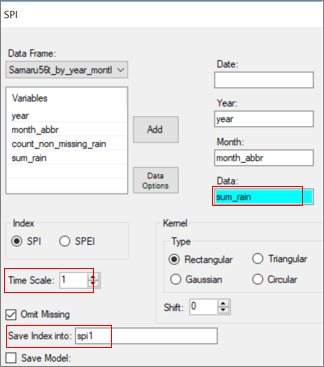 SPI
Data Frame:
Samaru56t_by_year_montl
Variables
year
month_abbr
count_non_missing_rain
sum_rain
Add
Data
Options
Date:
Year:
year
Month:
month_abbr
Data:
sum_rain
Index
SPI
SPEI
Kernel
Type
Rectangular
Triangular
Gaussian
Circular
Time Scale: 1
Shift: 0
Omit Missing
Save Index into: spi1
Save Model: